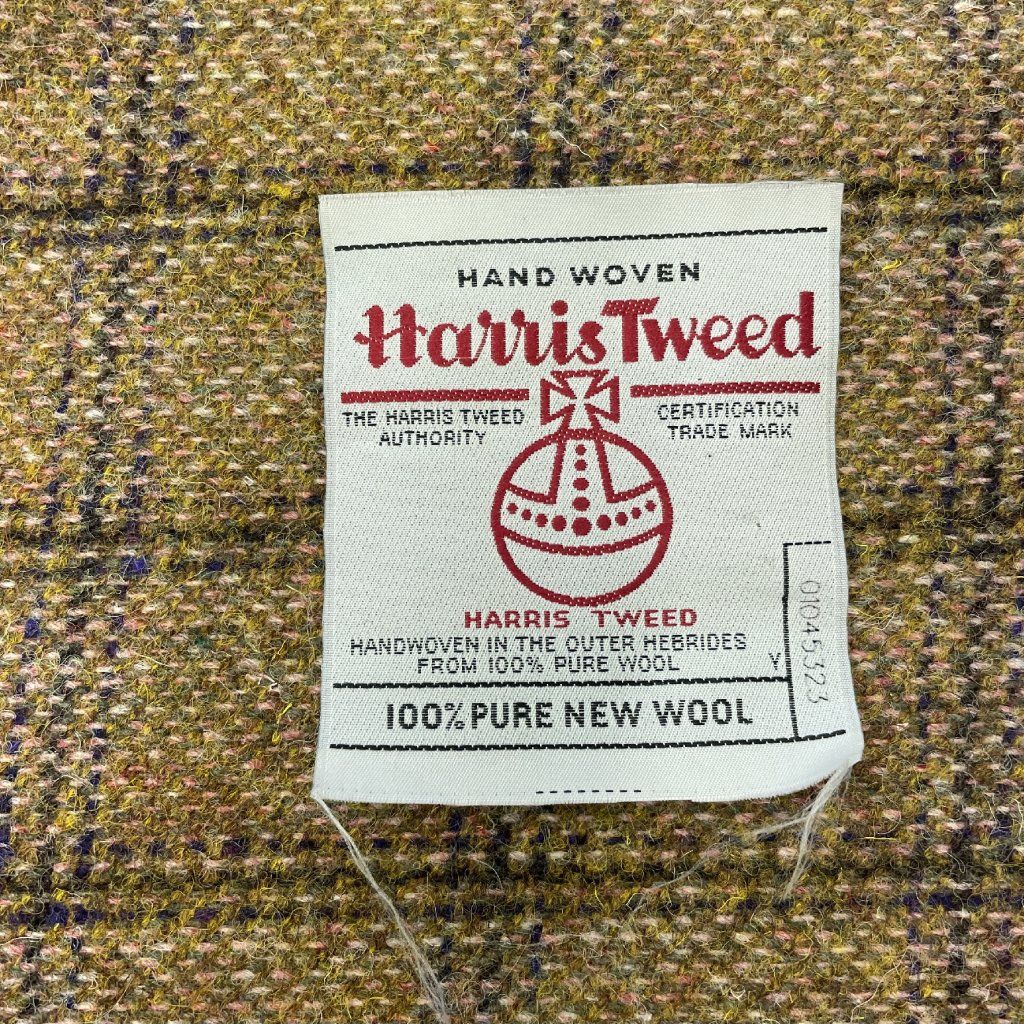 HAND WOVEN
Harris Tweed
THE HARRIS TWEED
AUTHORITY
CERTIFICATION
TRADE MARK
HARRIS TWEED
HANDWOVEN IN THE OUTER HEBRIDES
FROM 100% PURE WOOL
Y
01045323
100% PURE NEW WOOL